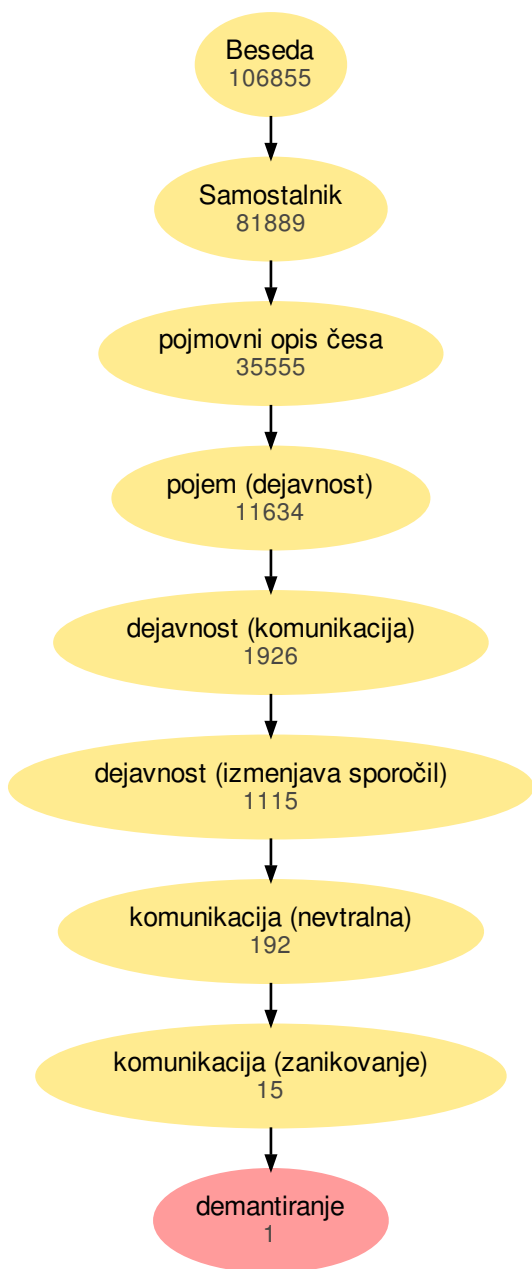 Beseda
106855
Samostalnik
81889
pojmovni opis česa
35555
pojem (dejavnost)
11634
dejavnost (komunikacija)
1926
dejavnost (izmenjava sporočil)
1115
komunikacija (nevtralna)
192
komunikacija (zanikovanje)
15
demantiranje
1